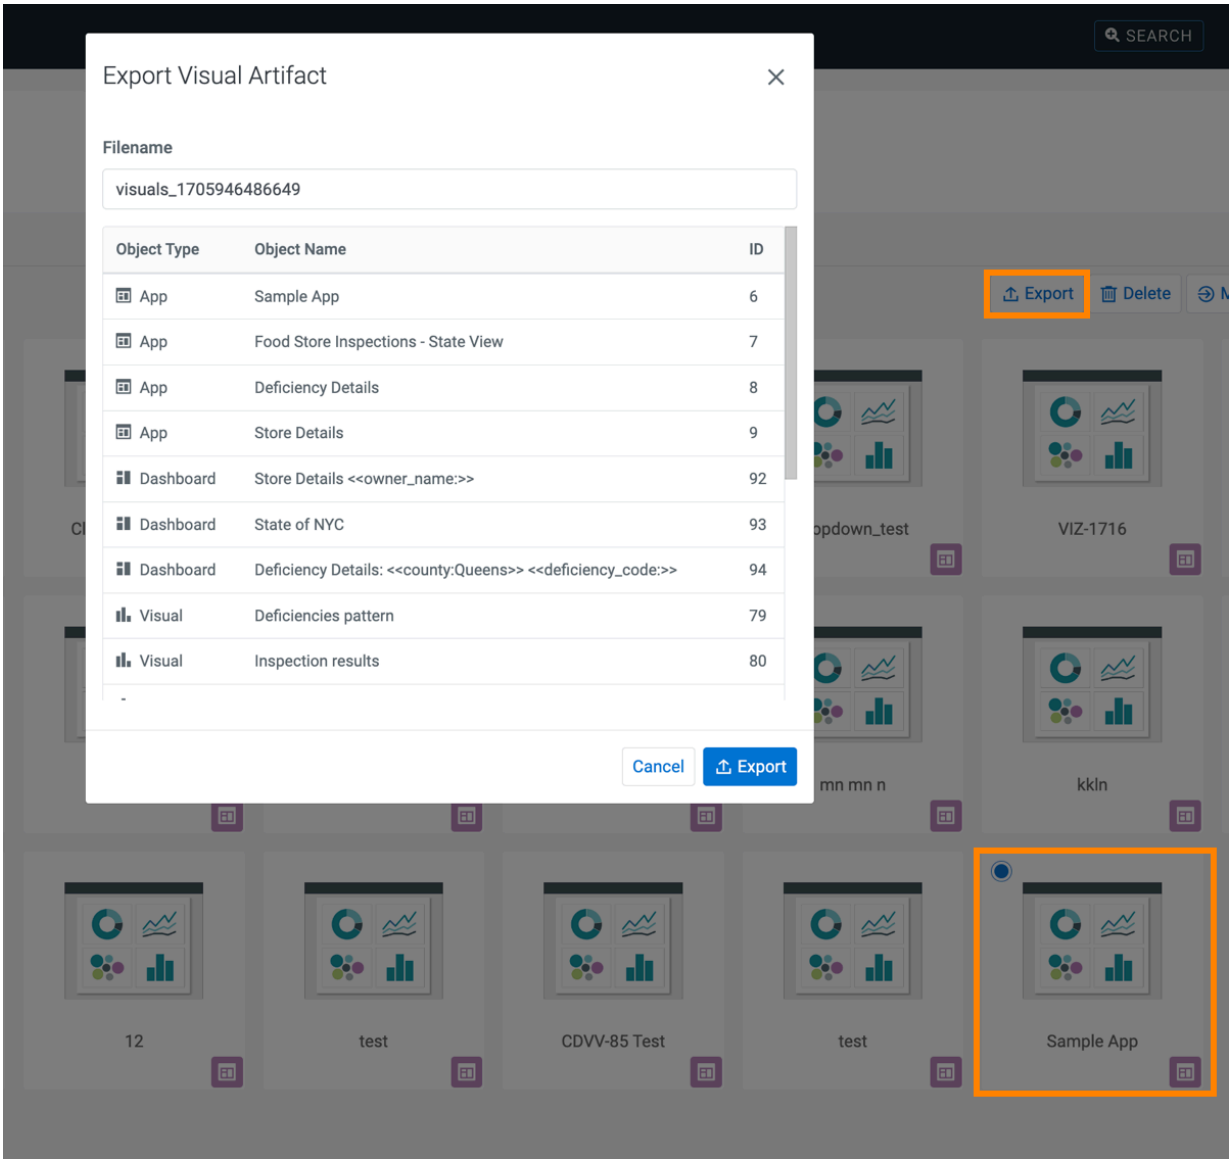 SEARCH
Export Visual Artifact
Filename
visuals_1705946486649
Object Type Object Name ID
App Sample App 6
App Food Store Inspections - State View 7
App Deficiency Details 8
App Store Details 9
Dashboard Store Details <<owner_name:>> 92
Dashboard State of NYC 93
Dashboard Deficiency Details: <<county:Queens>> <<deficiency_code:>> 94
Visual Deficiencies pattern 79
Visual Inspection results 80
Cancel Export
Export Delete
opdown_test VIZ-1716
mn mn n kkln
12 test CDVV-85 Test test Sample App